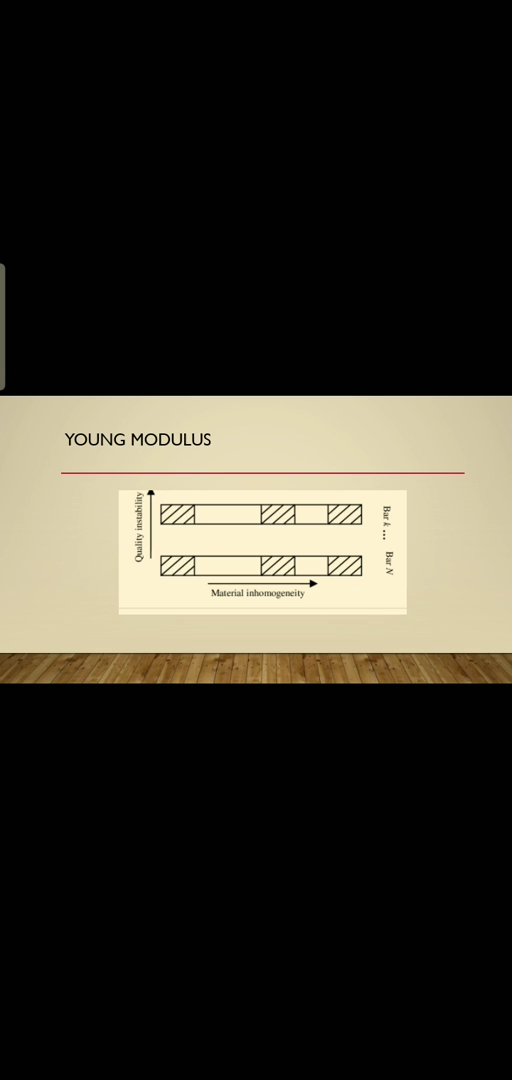 YOUNG MODULUS
Quality instability
Bar k ...
Bar N
Material inhomogeneity